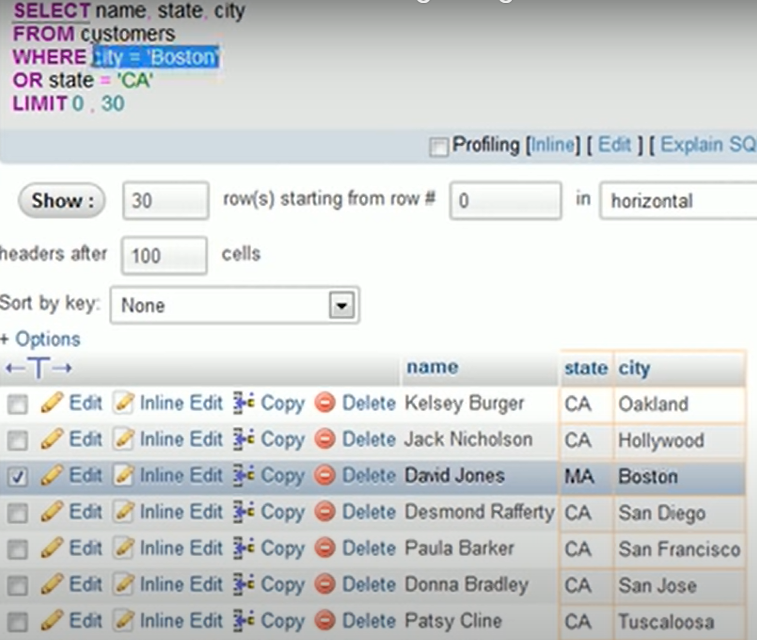 SELECT name, state, city
FROM customers
WHERE city = 'Boston'
OR state = 'CA'
LIMIT 0 , 30
Profiling [Inline] [ Edit ] [ Explain SQ
Show : 30 row(s) starting from row # 0 in horizontal
headers after 100 cells
Sort by key: None
+ Options
←T→ name state city
Edit Inline Edit Copy Delete Kelsey Burger CA Oakland
Edit Inline Edit Copy Delete Jack Nicholson CA Hollywood
Edit Inline Edit Copy Delete David Jones MA Boston
Edit Inline Edit Copy Delete Desmond Rafferty CA San Diego
Edit Inline Edit Copy Delete Paula Barker CA San Francisco
Edit Inline Edit Copy Delete Donna Bradley CA San Jose
Edit Inline Edit Copy Delete Patsy Cline CA Tuscaloosa